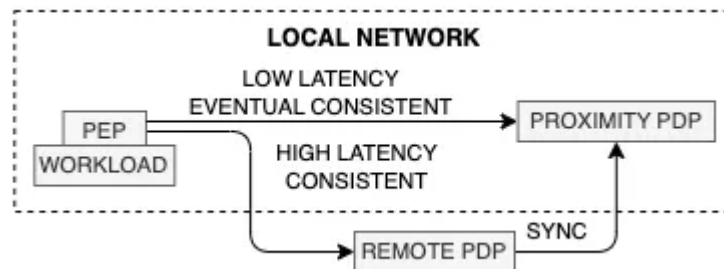 LOCAL NETWORK
LOW LATENCY
EVENTUAL CONSISTENT
PEP
WORKLOAD
PROXIMITY PDP
HIGH LATENCY
CONSISTENT
REMOTE PDP
SYNC